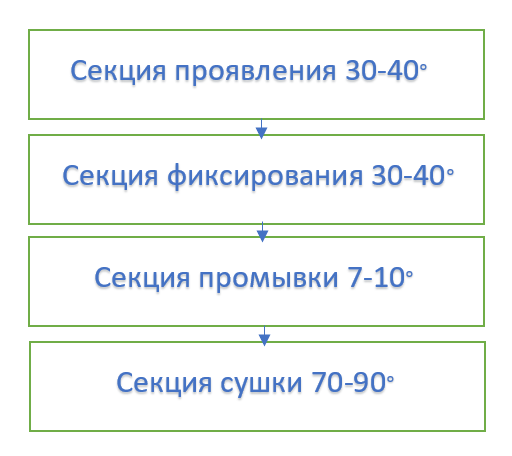 Секция проявления 30-40°
Секция фиксирования 30-40°
Секция промывки 7-10°
Секция сушки 70-90°